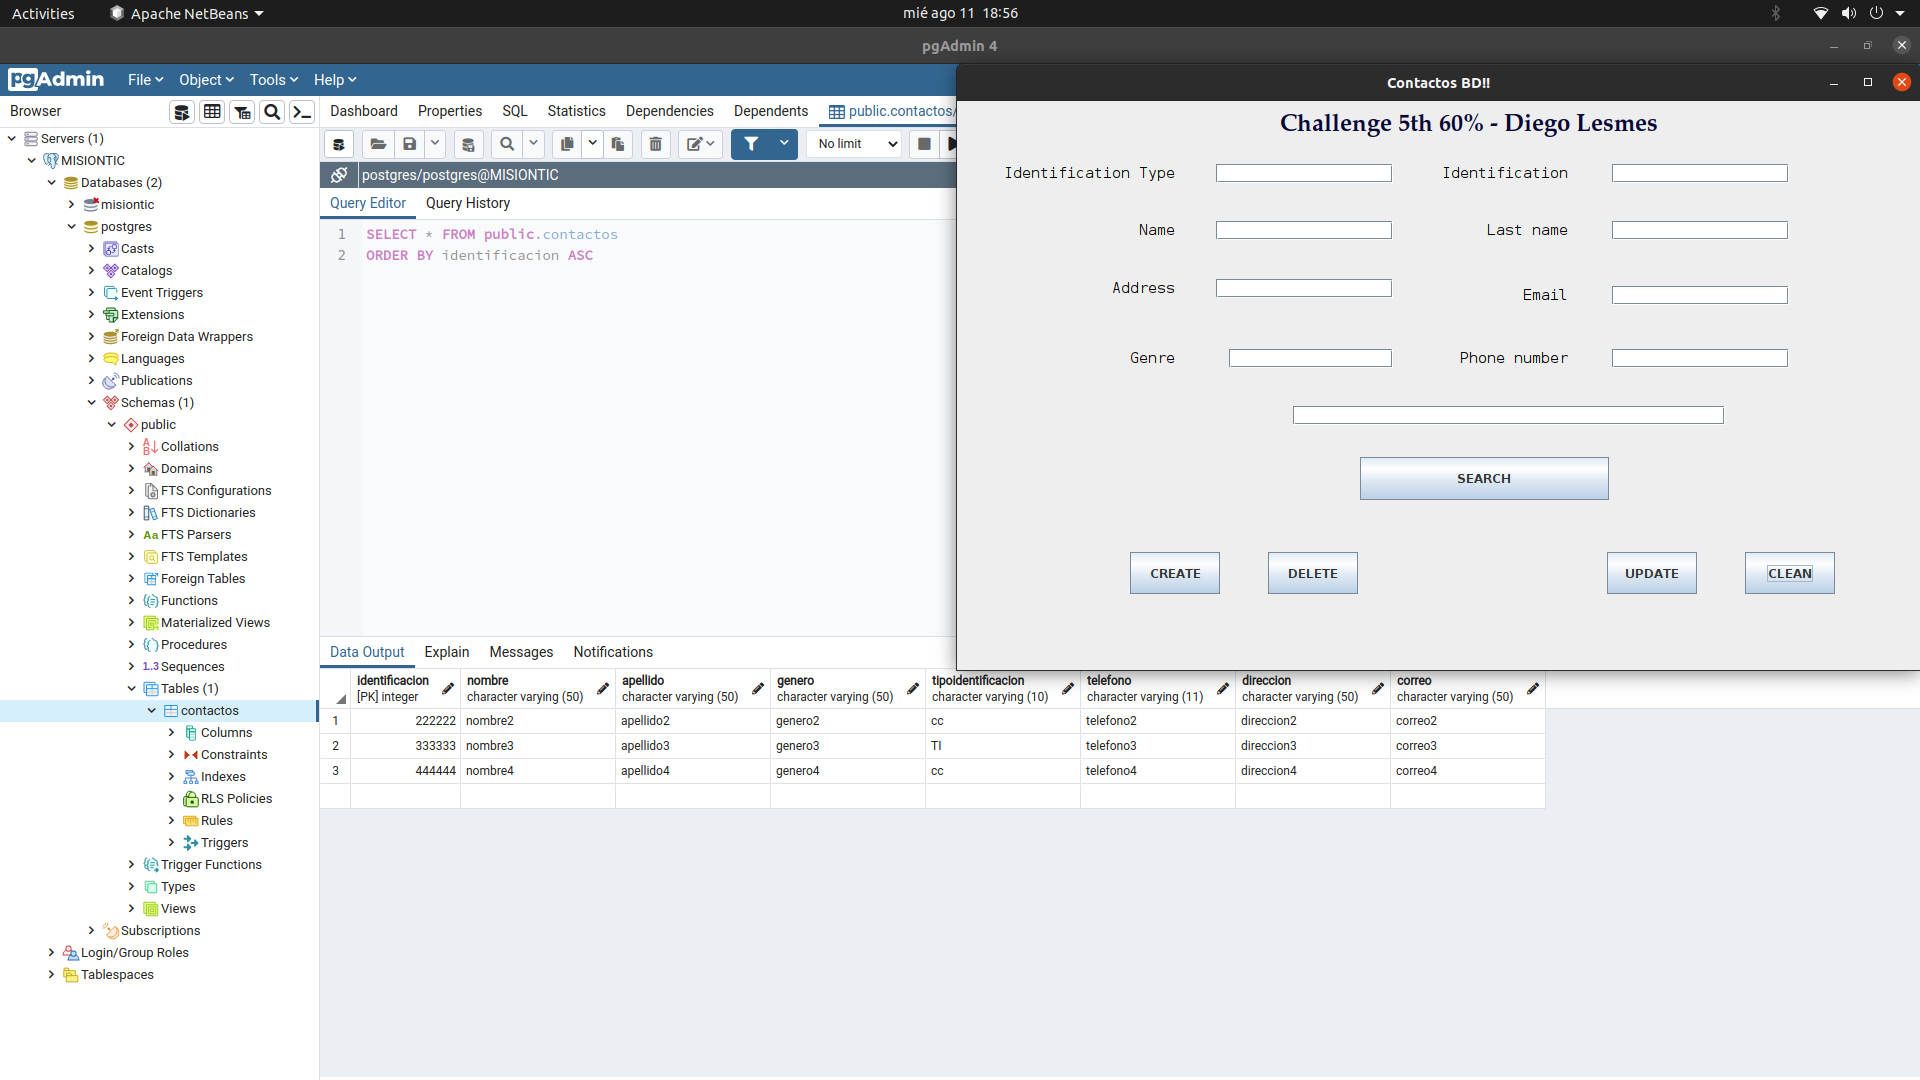 Activities Apache NetBeans mié ago 11 18:56
pgAdmin 4
pgAdmin File Object Tools Help
Browser
Servers (1)
MISIONTIC
Databases (2)
misiontic
postgres
Casts
Catalogs
Event Triggers
Extensions
Foreign Data Wrappers
Languages
Publications
Schemas (1)
public
Collations
Domains
FTS Configurations
FTS Dictionaries
Aa FTS Parsers
FTS Templates
Foreign Tables
Functions
Materialized Views
Procedures
1..3 Sequences
Tables (1)
contactos
Columns
Constraints
Indexes
RLS Policies
Rules
Triggers
Trigger Functions
Types
Views
Subscriptions
Login/Group Roles
Tablespaces
Dashboard Properties SQL Statistics Dependencies Dependents public.contactos/
No limit
postgres/postgres@MISIONTIC
Query Editor Query History
1 SELECT * FROM public.contactos
2 ORDER BY identificacion ASC
Contactos BD!!
Challenge 5th 60% - Diego Lesmes
Identification Type Identification
Name Last name
Address Email
Genre Phone number
SEARCH
CREATE DELETE UPDATE CLEAN
Data Output Explain Messages Notifications
identificacion nombre apellido genero tipoidentificacion telefono direccion correo
[PK] integer character varying (50) character varying (50) character varying (50) character varying (10) character varying (11) character varying (50) character varying (50)
1 222222 nombre2 apellido2 genero2 cc telefono2 direccion2 correo2
2 333333 nombre3 apellido3 genero3 TI telefono3 direccion3 correo3
3 444444 nombre4 apellido4 genero4 cc telefono4 direccion4 correo4